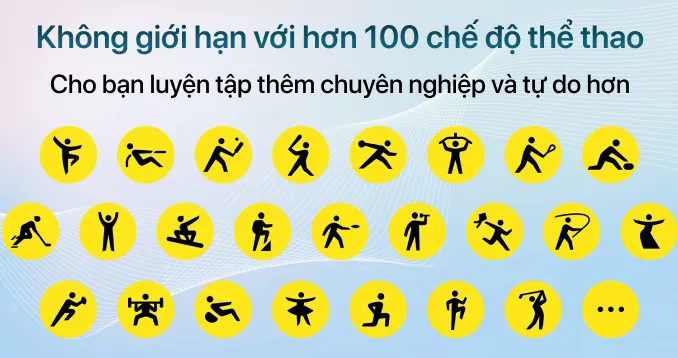 Không giới hạn với hơn 100 chế độ thể thao
Cho bạn luyện tập thêm chuyên nghiệp và tự do hơn